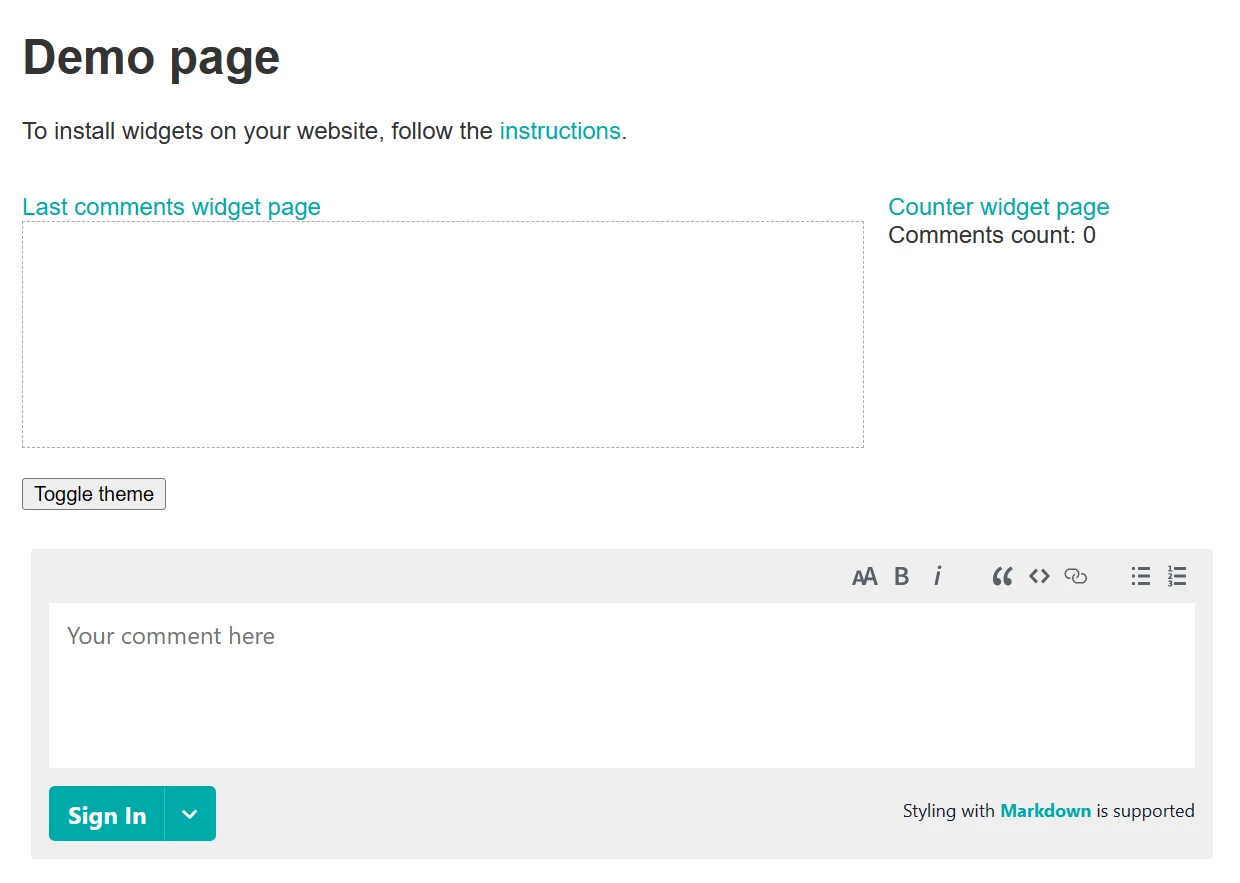 Demo page
To install widgets on your website, follow the instructions.
Last comments widget page
Counter widget page
Comments count: 0
Toggle theme
Your comment here
Sign In
Styling with Markdown is supported